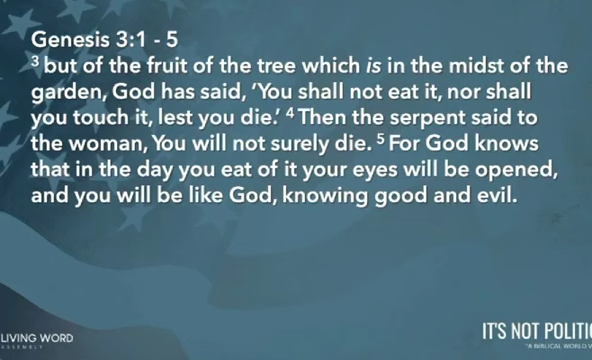 Genesis 3:1 - 5
3 but of the fruit of the tree which is in the midst of the
garden, God has said, ‘You shall not eat it, nor shall
you touch it, lest you die.’ 4 Then the serpent said to
the woman, You will not surely die. 5 For God knows
that in the day you eat of it your eyes will be opened,
and you will be like God, knowing good and evil.
LIVING WORD
ASSEMBLY
IT'S NOT POLITIC
"A BIBLICAL WORLD V